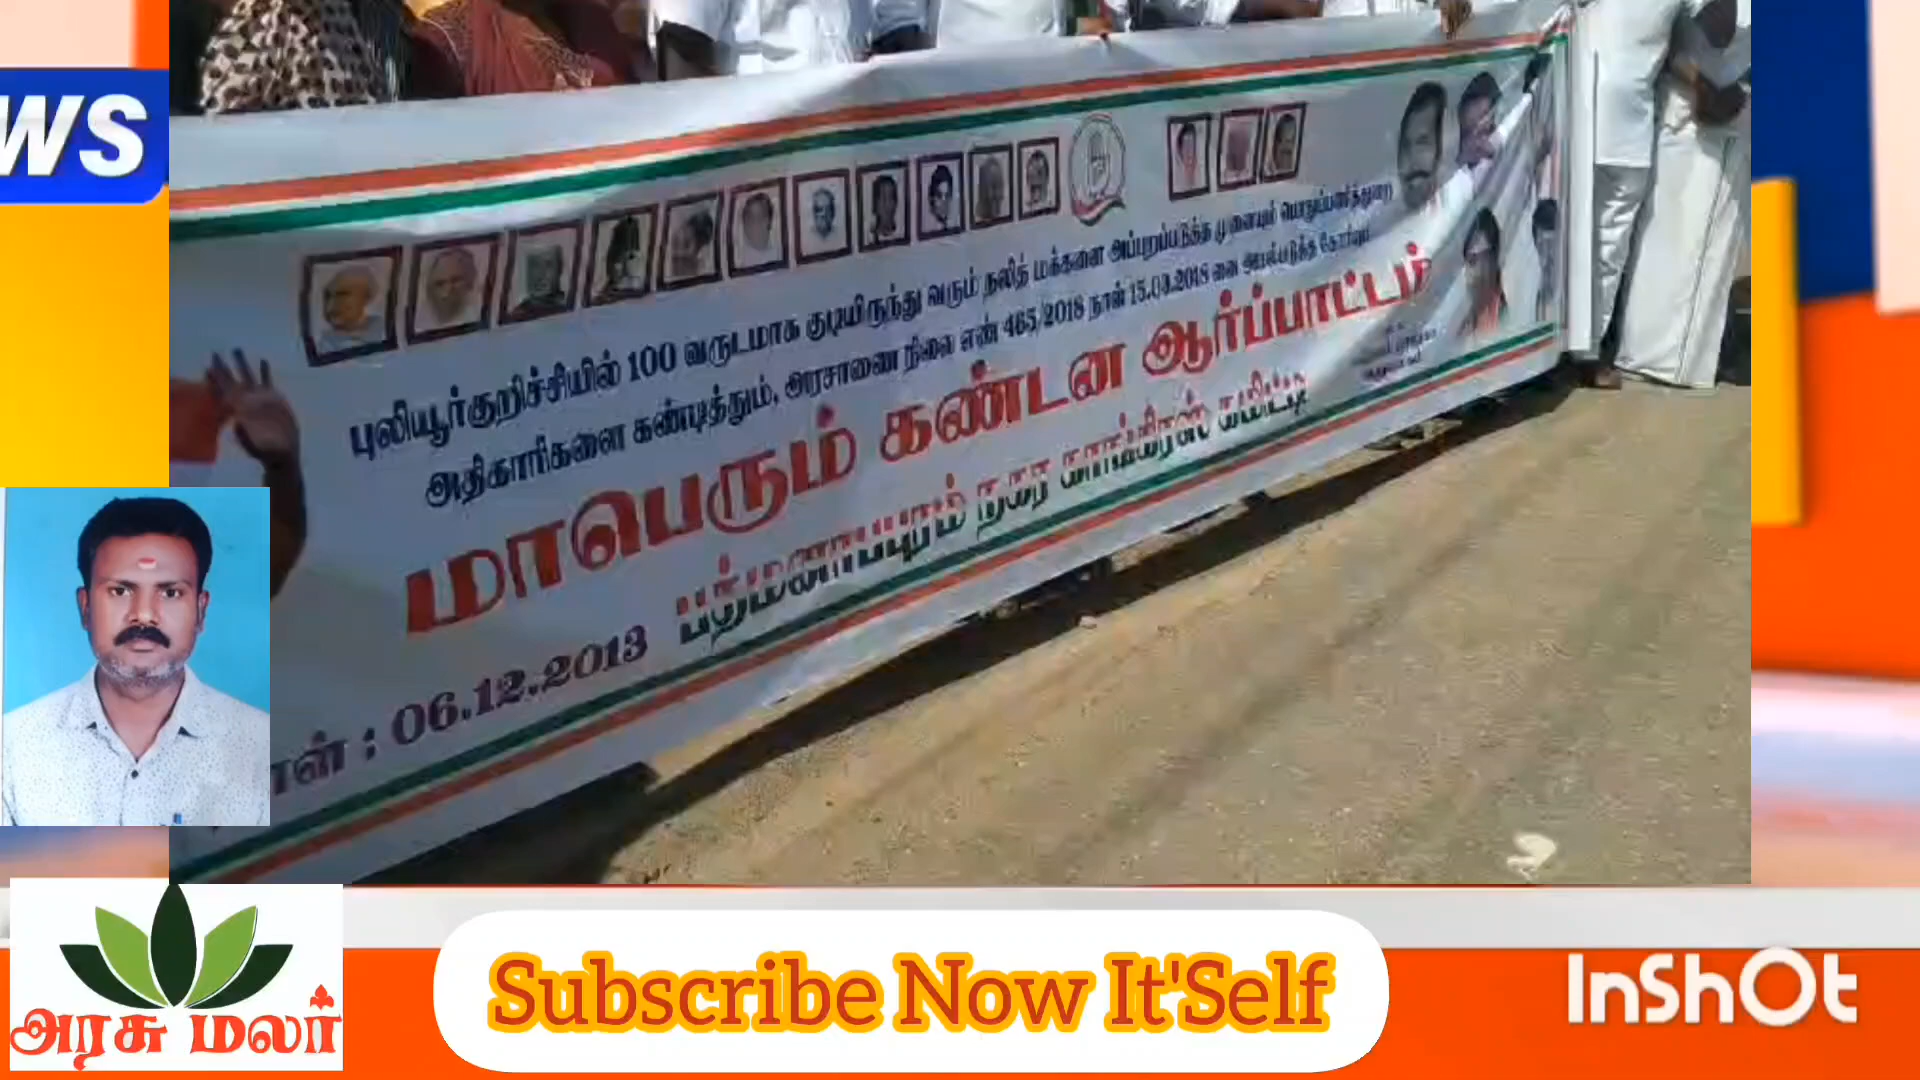 WS
புலியூர்குறிச்சியில் 100 வருடமாக குடியிருந்து வரும் தலித் மக்களை அப்புறப்படுத்த முனையும் பொதுப்பணித்துறை
அதிகாரிகளை கண்டித்தும், அரசாணை நிலை எண் 465/2018 நாள் 15.03.2018 னை அமல்படுத்த கோரியும்
மாபெரும் கண்டன ஆர்ப்பாட்டம்
பத்மனாபபுரம் நகர காங்கிரஸ் கமிட்டி
ாள் : 06.12.2013
அரசு மலர்
Subscribe Now It'Self
InShOt